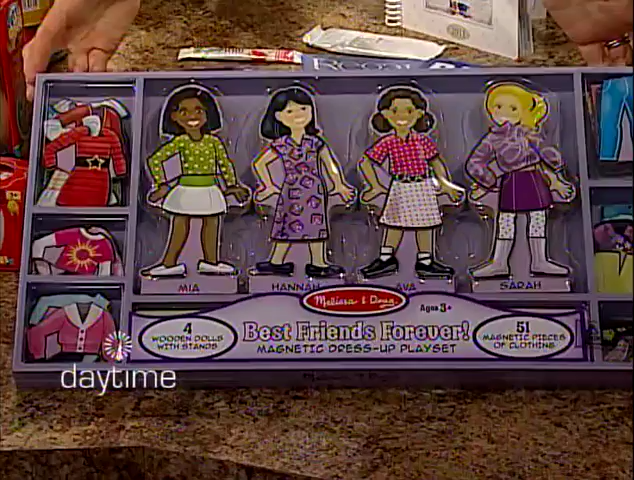 MIA HANNAH AVA SARAH
Melissa & Doug
Ages 3+
4
WOODEN DOLLS
WITH STANDS
Best Friends Forever!
MAGNETIC DRESS-UP PLAYSET
51
MAGNETIC PIECES
OF CLOTHING
daytime